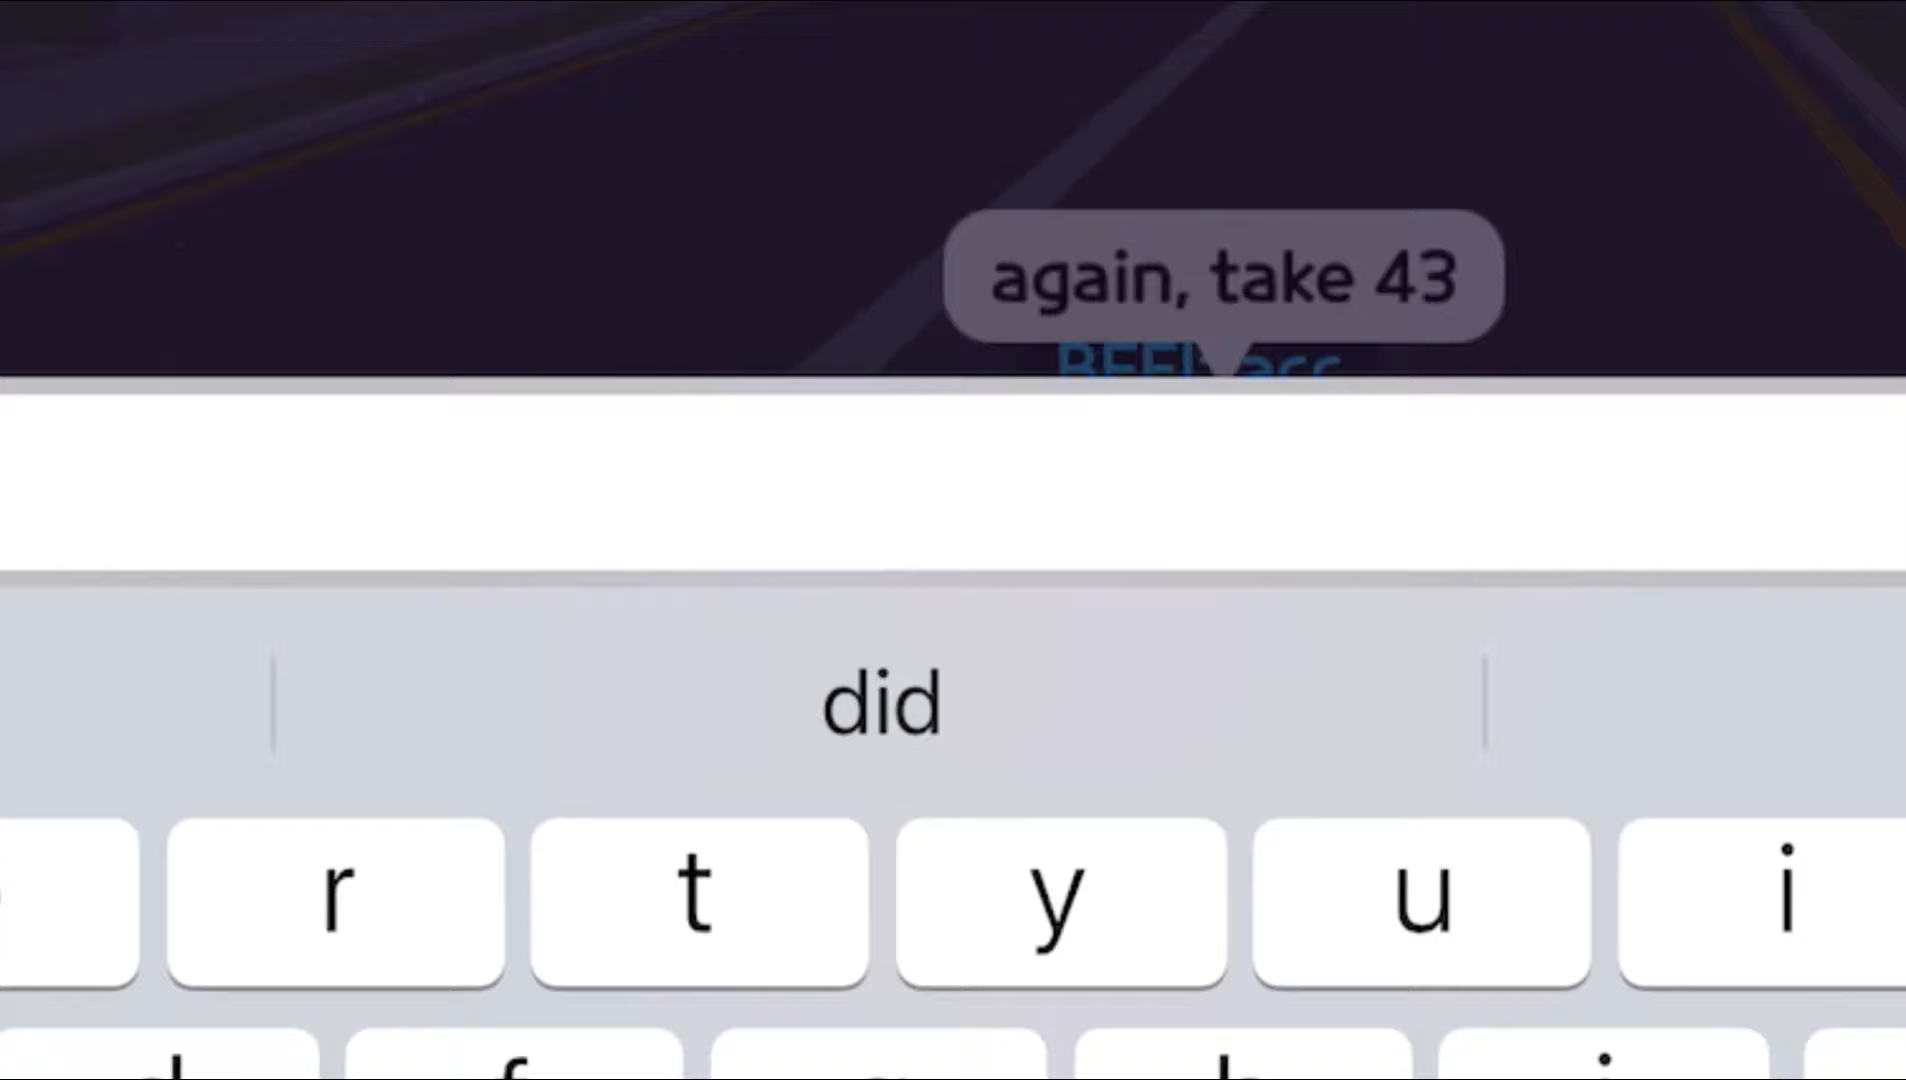 again, take 43
did
r t y u i
d f g h j